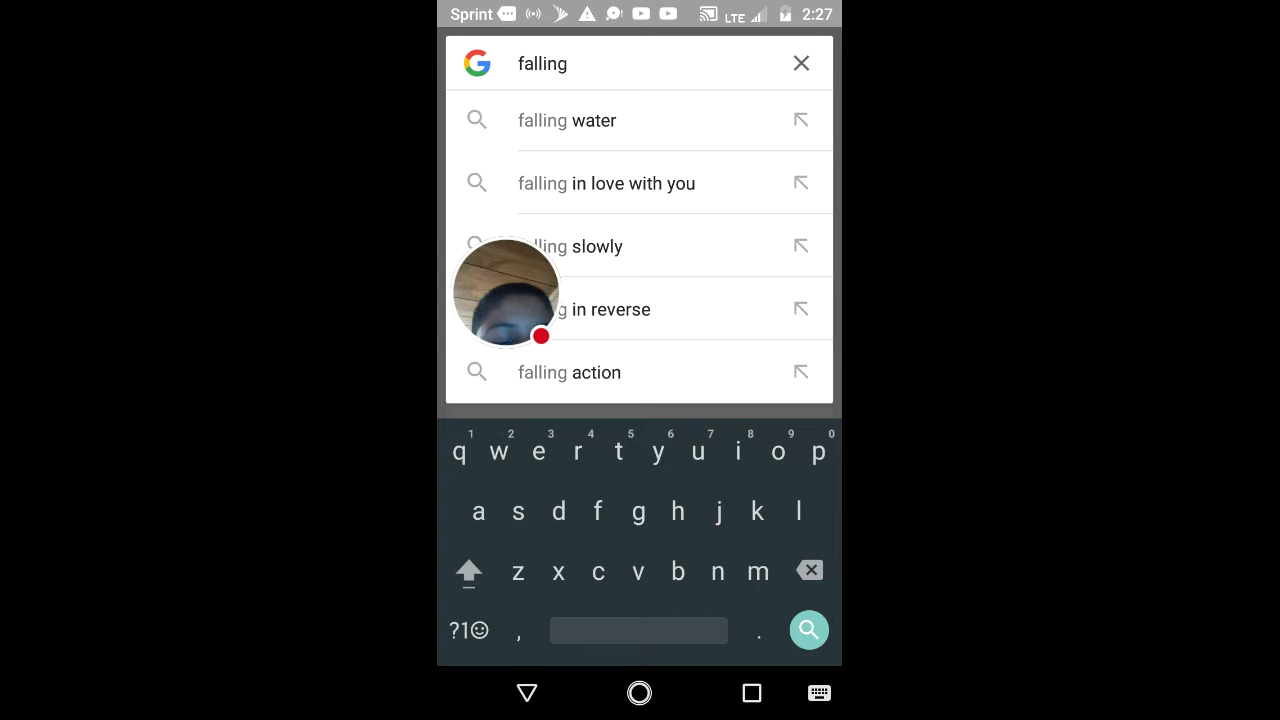 Sprint LTE 2:27
falling
falling water
falling in love with you
lling slowly
g in reverse
falling action
1 2 3 4 5 6 7 8 9 0
q w e r t y u i o p
a s d f g h j k l
z x c v b n m
?1☺ , .